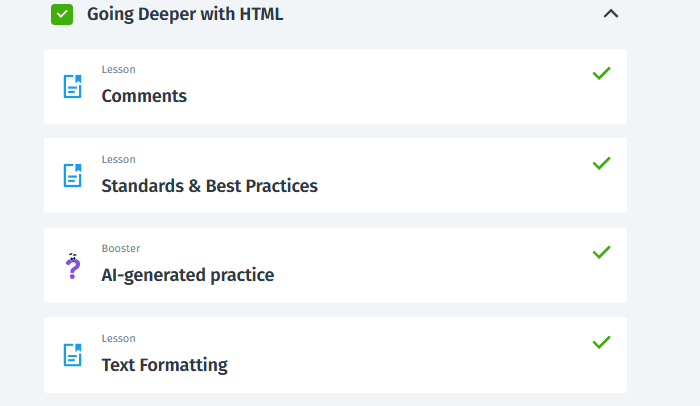 Going Deeper with HTML
Lesson
Comments
Lesson
Standards & Best Practices
Booster
AI-generated practice
Lesson
Text Formatting